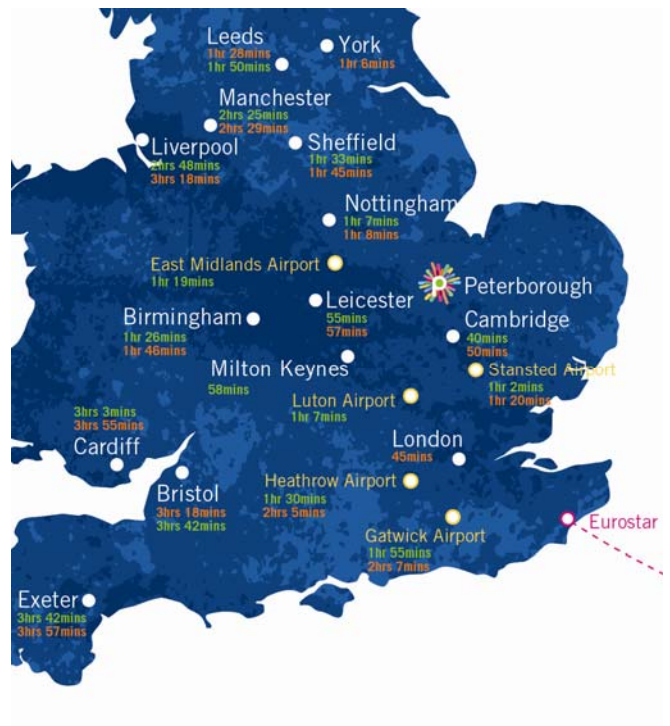 Leeds
1hr 28mins
1hr 50mins
York
1hr 6mins
Manchester
2hrs 25mins
2hrs 29mins
Liverpool
2hrs 48mins
3hrs 18mins
Sheffield
1hr 33mins
1hr 45mins
Nottingham
1hr 7mins
1hr 8mins
East Midlands Airport
1hr 19mins
P
Peterborough
Leicester
55mins
57mins
Birmingham
1hr 26mins
1hr 46mins
Cambridge
40mins
50mins
Milton Keynes
58mins
Stansted Airport
1hr 2mins
1hr 20mins
Luton Airport
1hr 7mins
3hrs 3mins
3hrs 55mins
Cardiff
London
45mins
Bristol
3hrs 18mins
3hrs 42mins
Heathrow Airport
1hr 30mins
2hrs 5mins
Gatwick Airport
1hr 55mins
2hrs 7mins
Eurostar
Exeter
3hrs 42mins
3hrs 57mins